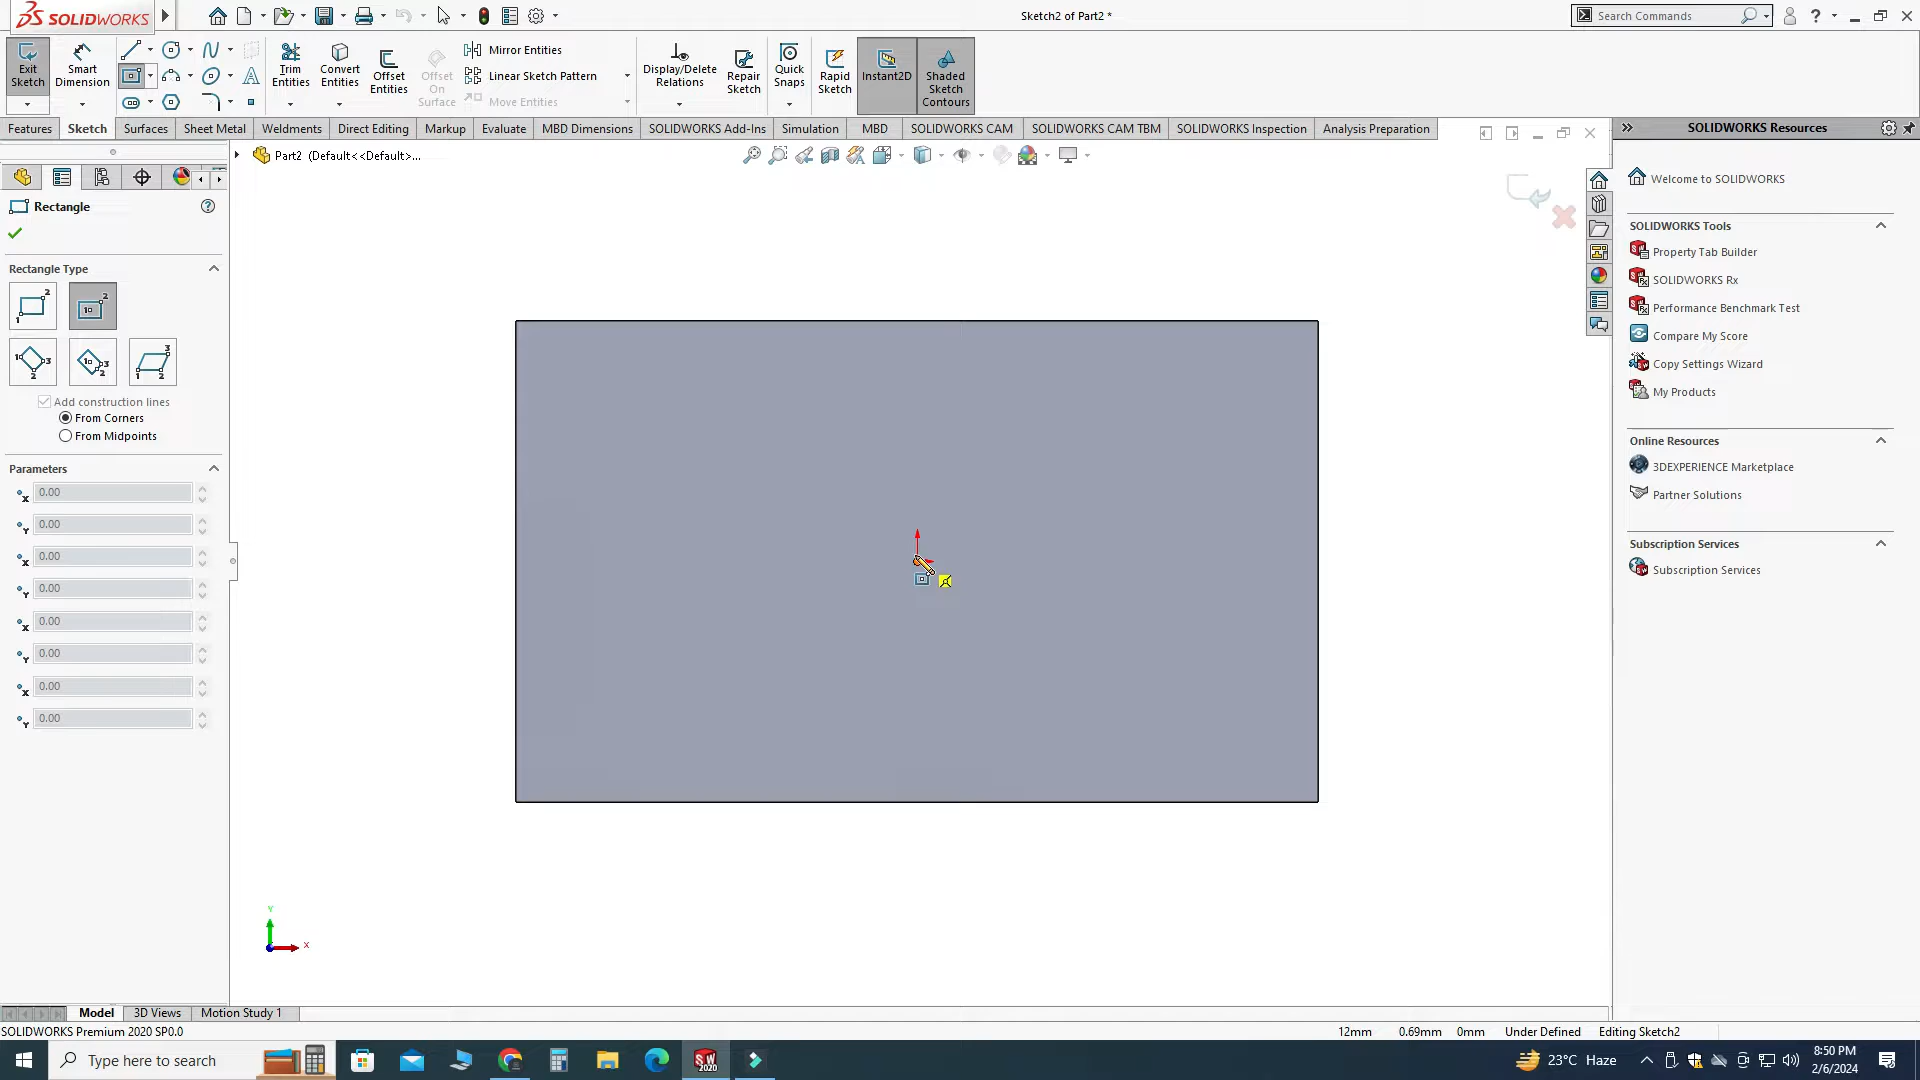 SOLIDWORKS
Sketch2 of Part2 *
Search Commands
Exit Sketch
Smart Dimension
Trim Entities
Convert Entities
Offset Entities
Offset On Surface
Mirror Entities
Linear Sketch Pattern
Move Entities
Display/Delete Relations
Repair Sketch
Quick Snaps
Rapid Sketch
Instant2D
Shaded Sketch Contours
Features
Sketch
Surfaces
Sheet Metal
Weldments
Direct Editing
Markup
Evaluate
MBD Dimensions
SOLIDWORKS Add-Ins
Simulation
MBD
SOLIDWORKS CAM
SOLIDWORKS CAM TBM
SOLIDWORKS Inspection
Analysis Preparation
SOLIDWORKS Resources
Part2 (Default<<Default>...
Rectangle
Rectangle Type
Add construction lines
From Corners
From Midpoints
Parameters
0.00
0.00
0.00
0.00
0.00
0.00
0.00
0.00
Y
X
Welcome to SOLIDWORKS
SOLIDWORKS Tools
Property Tab Builder
SOLIDWORKS Rx
Performance Benchmark Test
Compare My Score
Copy Settings Wizard
My Products
Online Resources
3DEXPERIENCE Marketplace
Partner Solutions
Subscription Services
Subscription Services
Model
3D Views
Motion Study 1
SOLIDWORKS Premium 2020 SP0.0
12mm
0.69mm
0mm
Under Defined
Editing Sketch2
Type here to search
23°C Haze
8:50 PM
2/6/2024